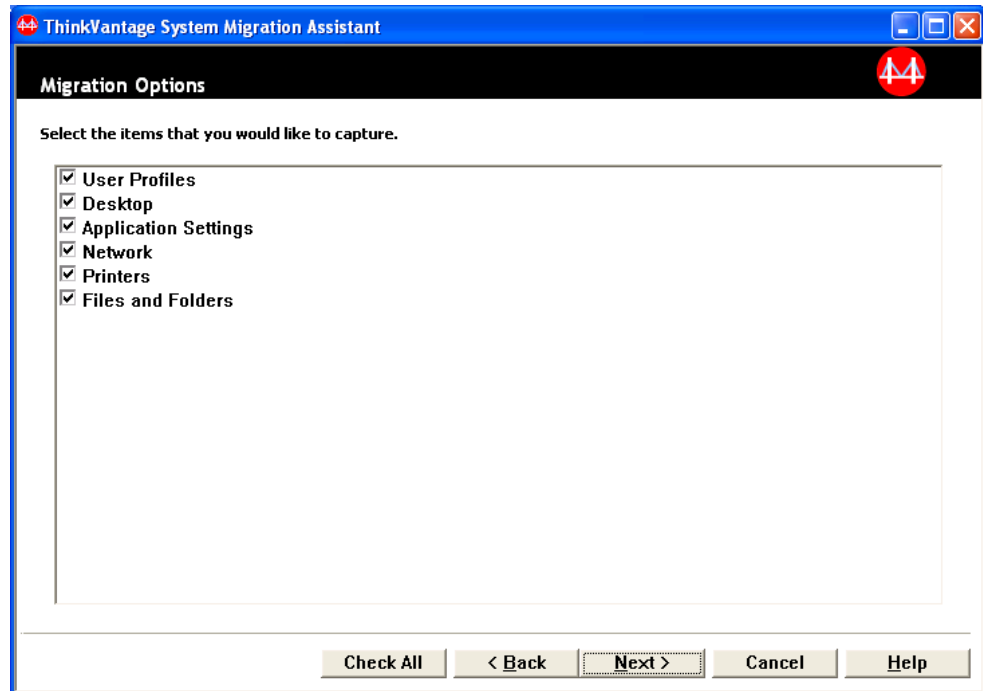 ThinkVantage System Migration Assistant
Migration Options
Select the items that you would like to capture.
User Profiles
Desktop
Application Settings
Network
Printers
Files and Folders
Check All < Back Next > Cancel Help